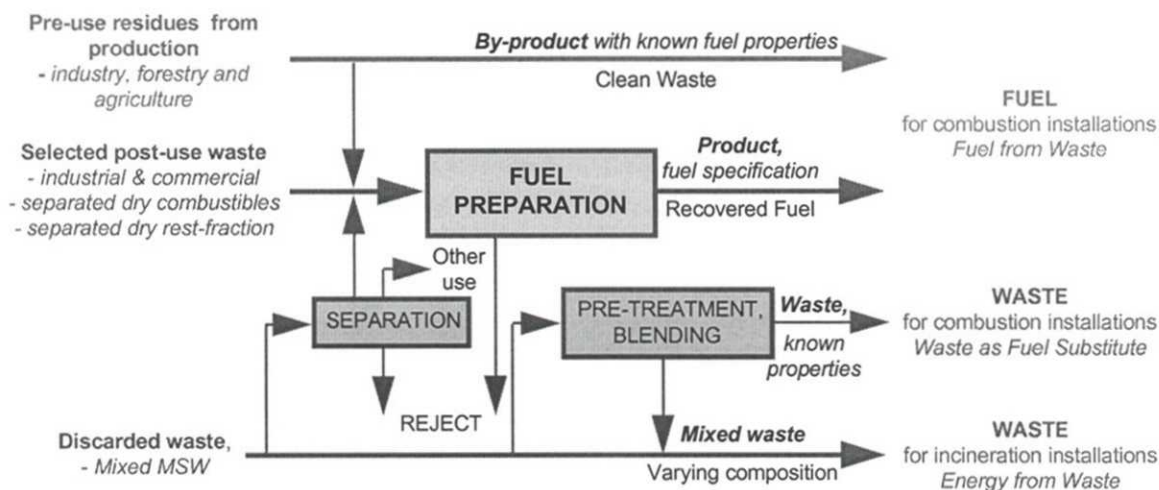 Pre-use residues from
production
- industry, forestry and
agriculture
By-product with known fuel properties
Clean Waste
FUEL
for combustion installations
Fuel from Waste
Selected post-use waste
- industrial & commercial
- separated dry combustibles
- separated dry rest-fraction
FUEL
PREPARATION
Product,
fuel specification
Recovered Fuel
Other
use
SEPARATION
PRE-TREATMENT,
BLENDING
Waste,
known
properties
WASTE
for combustion installations
Waste as Fuel Substitute
REJECT
Discarded waste,
- Mixed MSW
Mixed waste
Varying composition
WASTE
for incineration installations
Energy from Waste